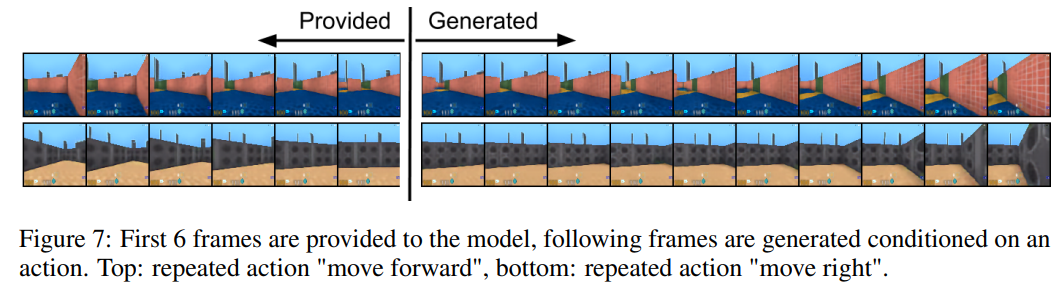 Provided Generated
Figure 7: First 6 frames are provided to the model, following frames are generated conditioned on an
action. Top: repeated action "move forward", bottom: repeated action "move right".